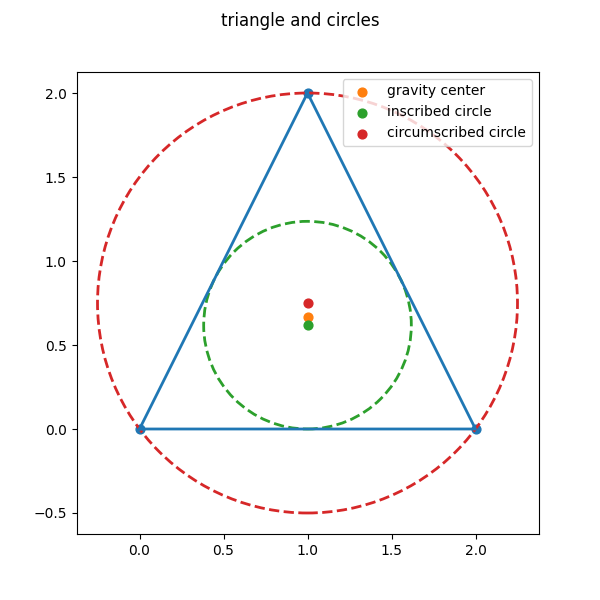 triangle and circles
gravity center
inscribed circle
circumscribed circle
2.0
1.5
1.0
0.5
0.0
−0.5
0.0 0.5 1.0 1.5 2.0